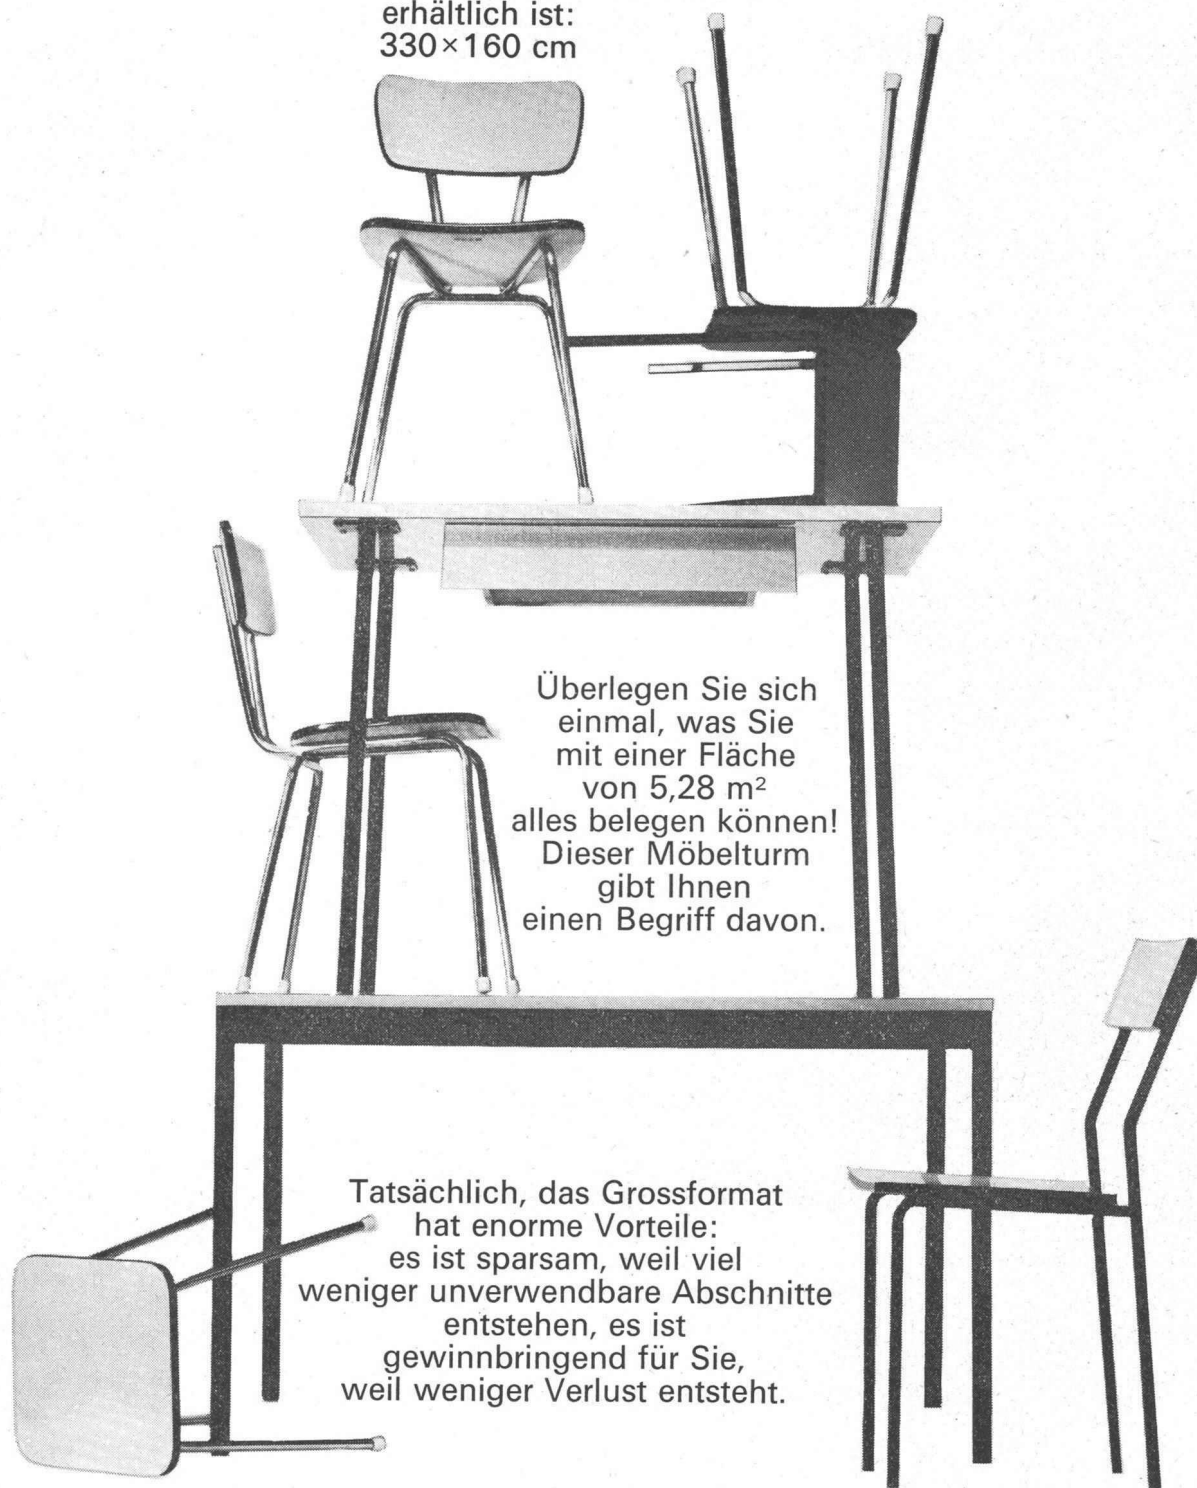 erhältlich ist:
330×160 cm
Überlegen Sie sich
einmal, was Sie
mit einer Fläche
von 5,28 m²
alles belegen können!
Dieser Möbelturm
gibt Ihnen
einen Begriff davon.
Tatsächlich, das Grossformat
hat enorme Vorteile:
es ist sparsam, weil viel
weniger unverwendbare Abschnitte
entstehen, es ist
gewinnbringend für Sie,
weil weniger Verlust entsteht.